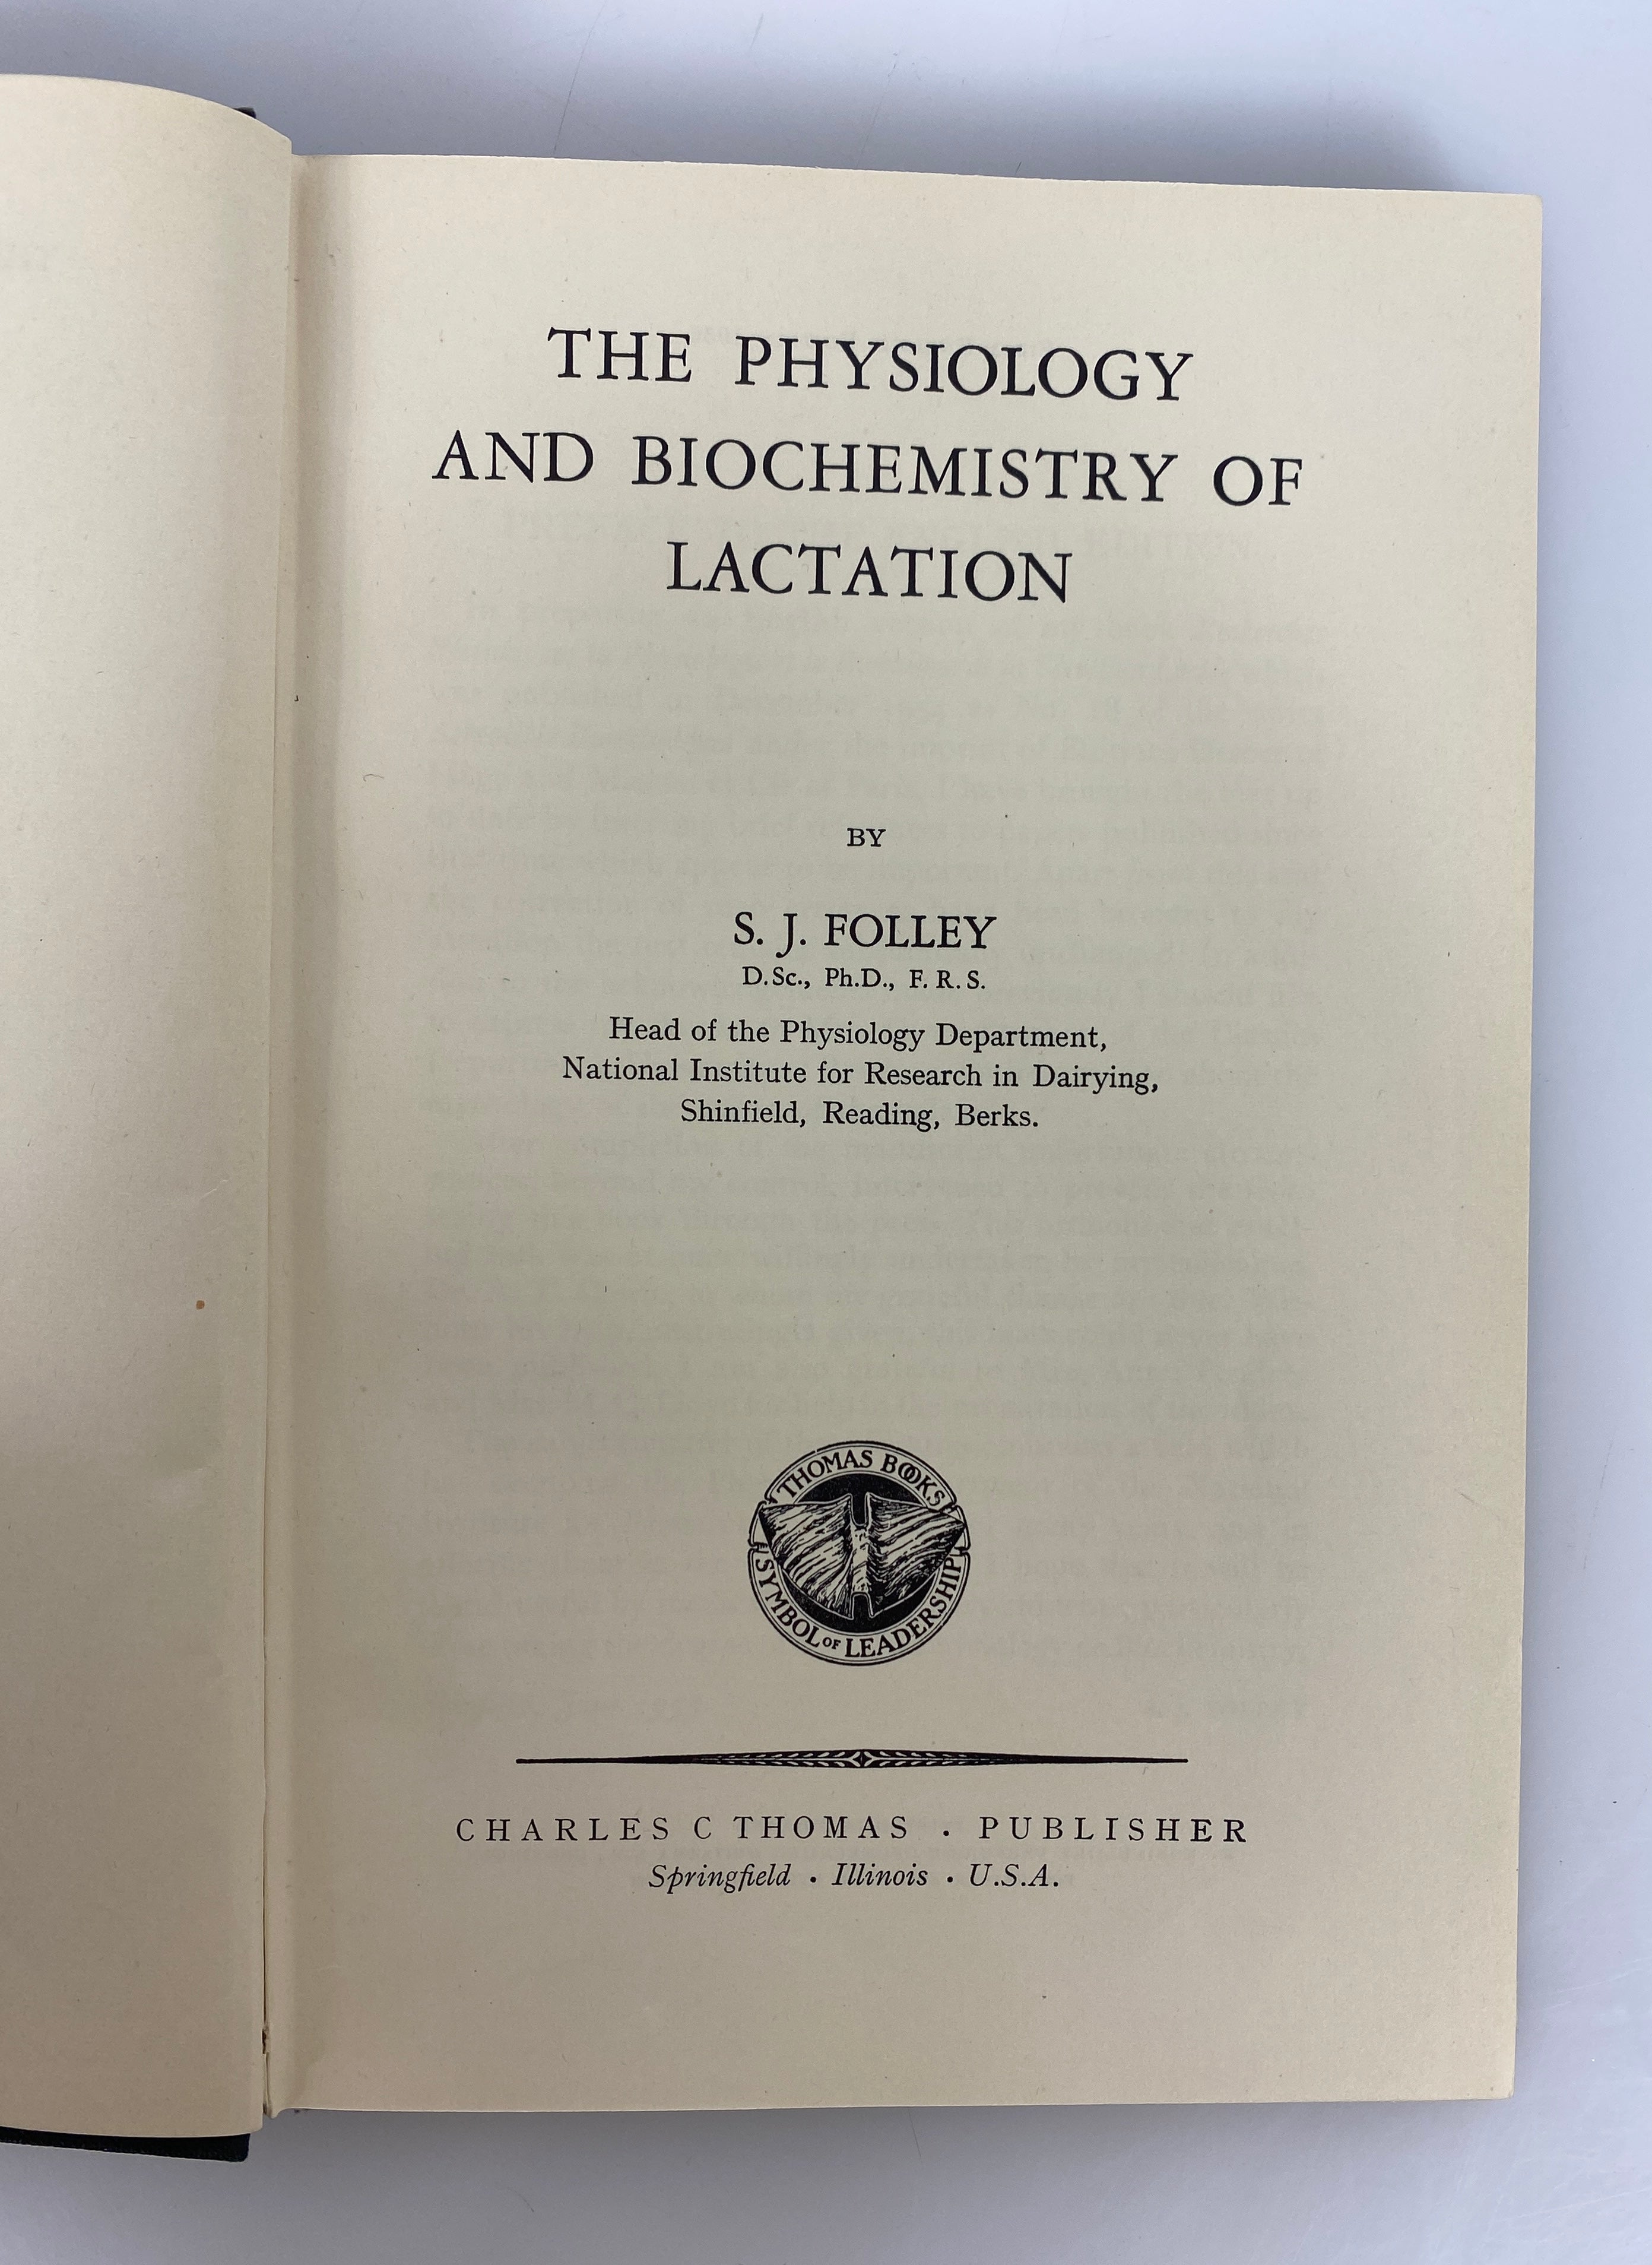 THE PHYSIOLOGY
AND BIOCHEMISTRY OF
LACTATION
BY
S. J. FOLLEY
D.Sc., Ph.D., F. R. S.
Head of the Physiology Department,
National Institute for Research in Dairying,
Shinfield, Reading, Berks.
THOMAS BOOKS
SYMBOL OF LEADERSHIP
CHARLES C THOMAS · PUBLISHER
Springfield · Illinois · U.S.A.